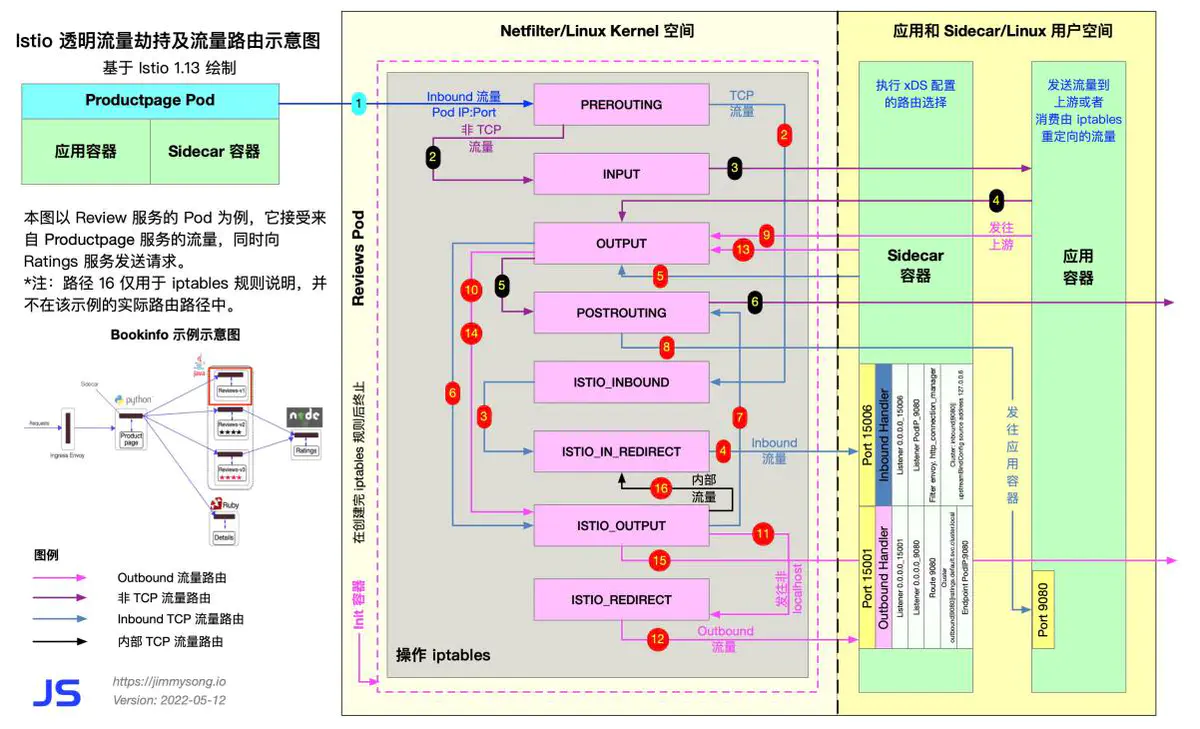 Istio 透明流量劫持及流量路由示意图
基于 Istio 1.13 绘制
Productpage Pod
应用容器
Sidecar 容器
本图以 Review 服务的 Pod 为例，它接受来
自 Productpage 服务的流量，同时向
Ratings 服务发送请求。
*注：路径 16 仅用于 iptables 规则说明，并
不在该示例的实际路由路径中。
Bookinfo 示例示意图
Java
Reviews-v1
Sidecar
python
Requests
Ingress Envoy
Product
page
Reviews-v2
★★★★
node
Ratings
Reviews-v3
★★★★
Ruby
Details
图例
Outbound 流量路由
非 TCP 流量路由
Inbound TCP 流量路由
内部 TCP 流量路由
JS
https://jimmysong.io
Version: 2022-05-12
Netfilter/Linux Kernel 空间
Reviews Pod
在创建完 iptables 规则后终止
Init 容器
1
Inbound 流量
Pod IP:Port
PREROUTING
TCP
流量
2
非 TCP
流量
2
INPUT
3
4
OUTPUT
9
发往
上游
13
5
10
5
POSTROUTING
6
14
8
ISTIO_INBOUND
6
3
7
ISTIO_IN_REDIRECT
4
Inbound
流量
16
内部
流量
ISTIO_OUTPUT
11
15
发往非
localhost
ISTIO_REDIRECT
12
Outbound
流量
操作 iptables
应用和 Sidecar/Linux 用户空间
执行 xDS 配置
的路由选择
发送流量到
上游或者
消费由 iptables
重定向的流量
Sidecar
容器
应用
容器
Port 15006
Inbound Handler
Listener 0.0.0.0_15006
Listener PodIP_9080
Filter envoy. http_connection_manager
Cluster: inbound|9080||
upstreamBindConfig source address 127.0.0.6
发往应用容器
Port 15001
Outbound Handler
Listener 0.0.0.0_15001
Listener 0.0.0.0_9080
Route 9080
Cluster
outbound|9080||ratings.default.svc.cluster.local
Endpoint PodIP:9080
Port 9080